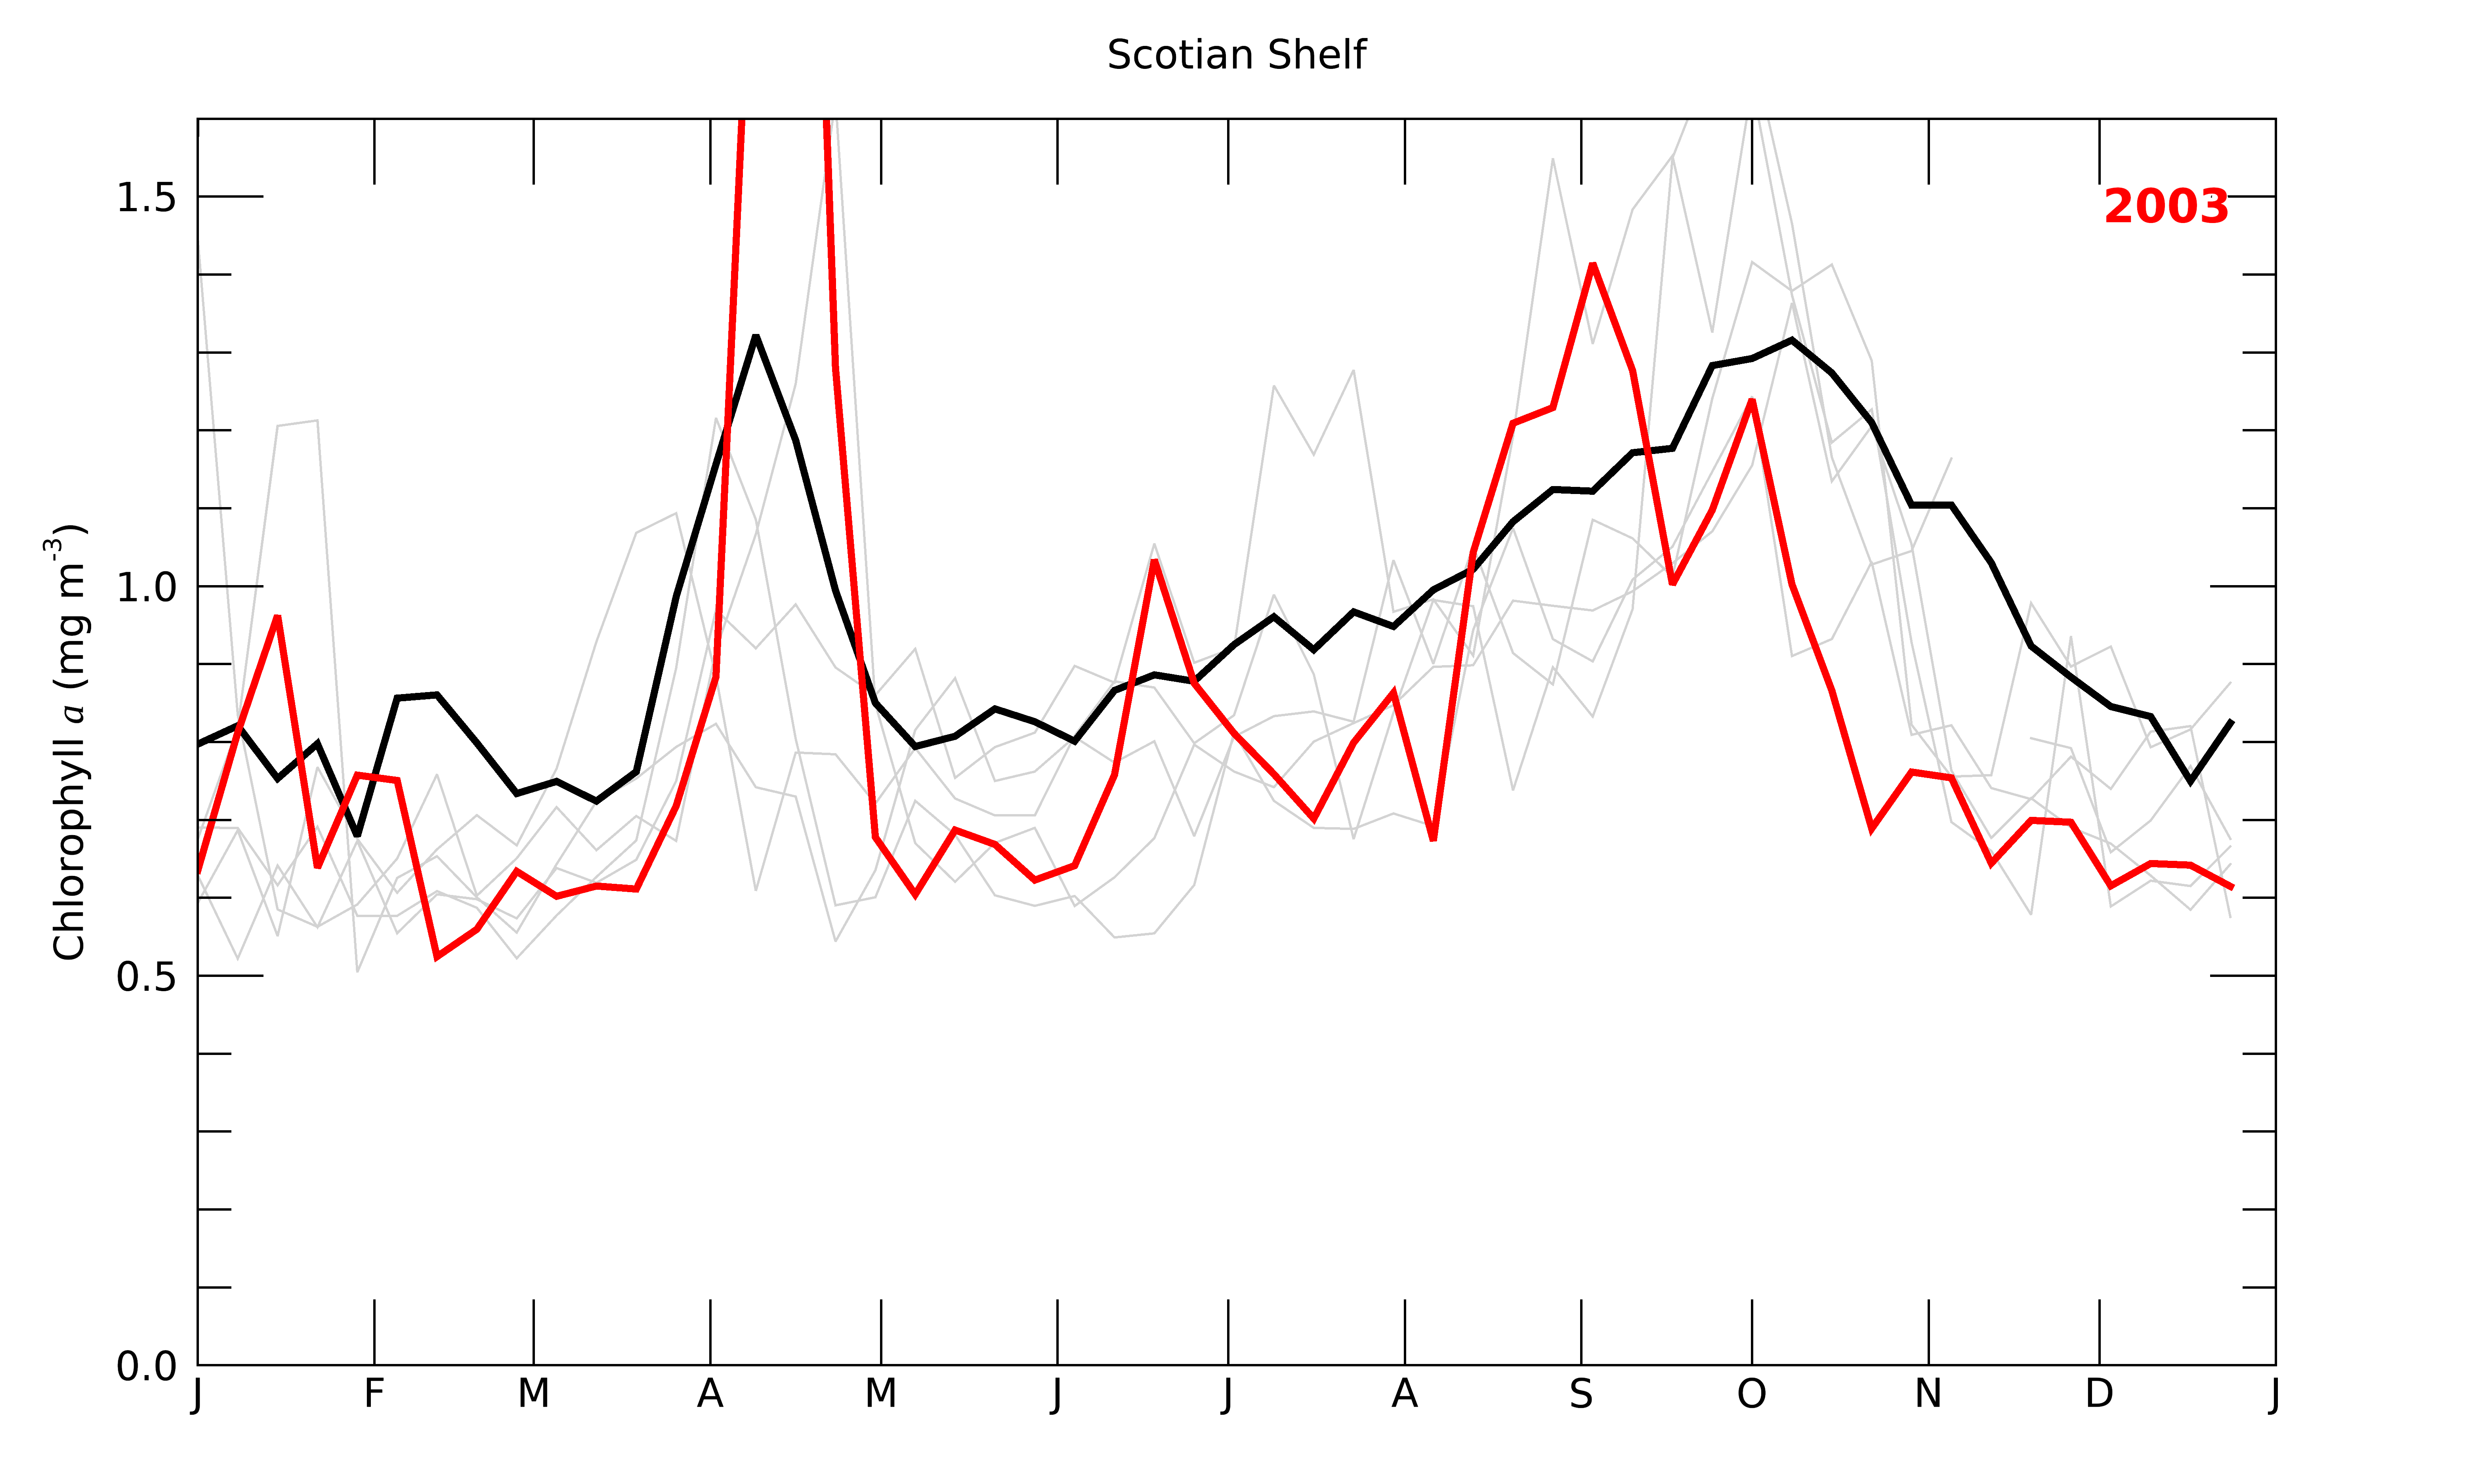 Scotian Shelf
2003
1.5
1.0
0.5
0.0
Chlorophyll a (mg m⁻³)
J F M A M J J A S O N D J